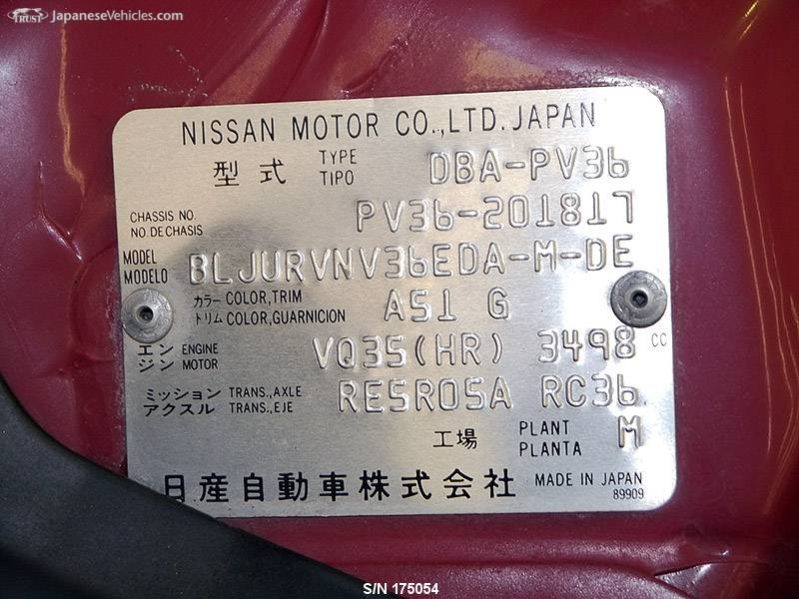 TRUST JapaneseVehicles.com
NISSAN MOTOR CO.,LTD. JAPAN
型式 TYPE TIPO DBA-PV36
CHASSIS NO. NO. DE CHASIS PV36-201817
MODEL MODELO BLJURVNV36EDA-M-DE
カラー COLOR,TRIM
トリム COLOR,GUARNICION A51 G
エンジン ENGINE MOTOR VQ35(HR) 3498 CC
ミッション TRANS.,AXLE
アクスル TRANS.,EJE RE5R05A RC36
工場 PLANT PLANTA M
日産自動車株式会社 MADE IN JAPAN
89909
S/N 175054